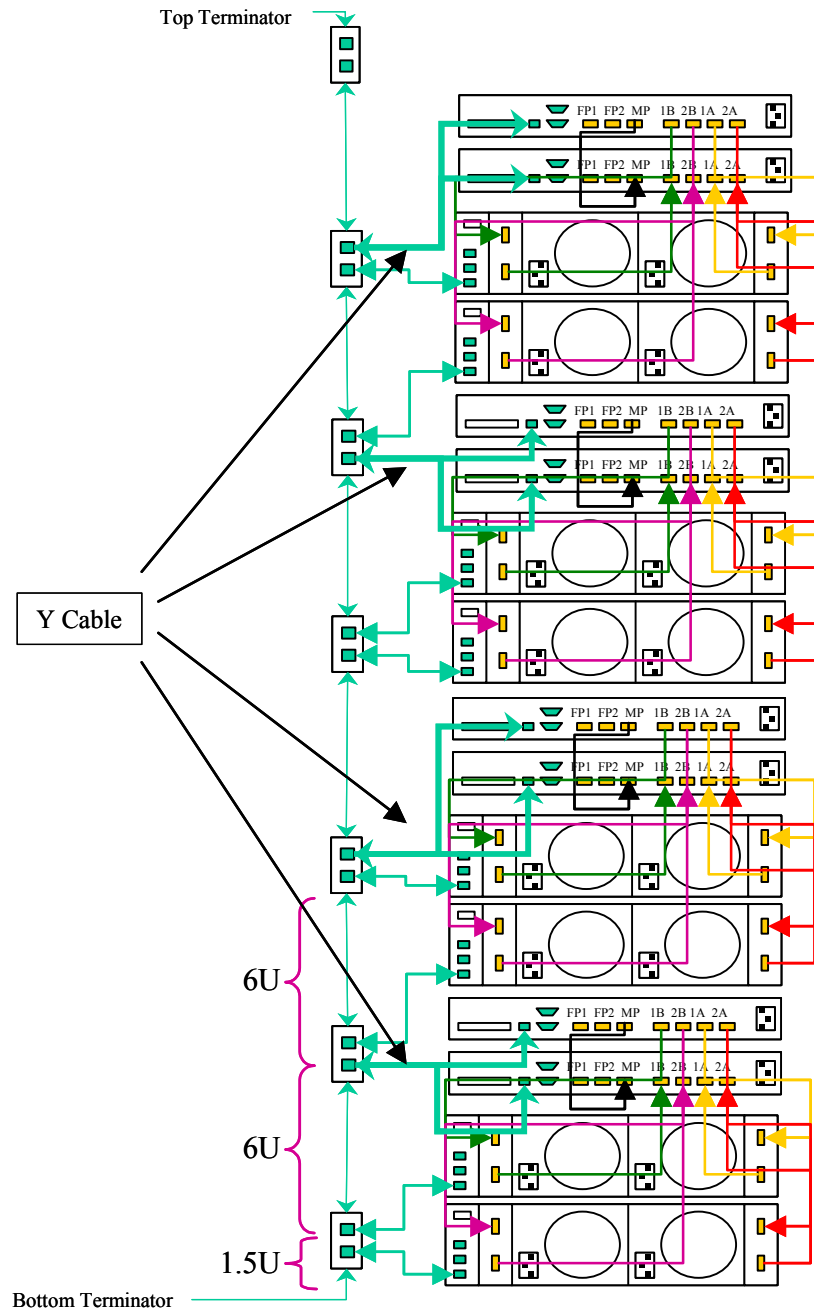 Top Terminator
FP1 FP2 MP 1B 2B 1A 2A
FP1 FP2 MP 1B 2B 1A 2A
FP1 FP2 MP 1B 2B 1A 2A
FP1 FP2 MP 1B 2B 1A 2A
Y Cable
FP1 FP2 MP 1B 2B 1A 2A
FP1 FP2 MP 1B 2B 1A 2A
6U
FP1 FP2 MP 1B 2B 1A 2A
FP1 FP2 MP 1B 2B 1A 2A
6U
1.5U
Bottom Terminator